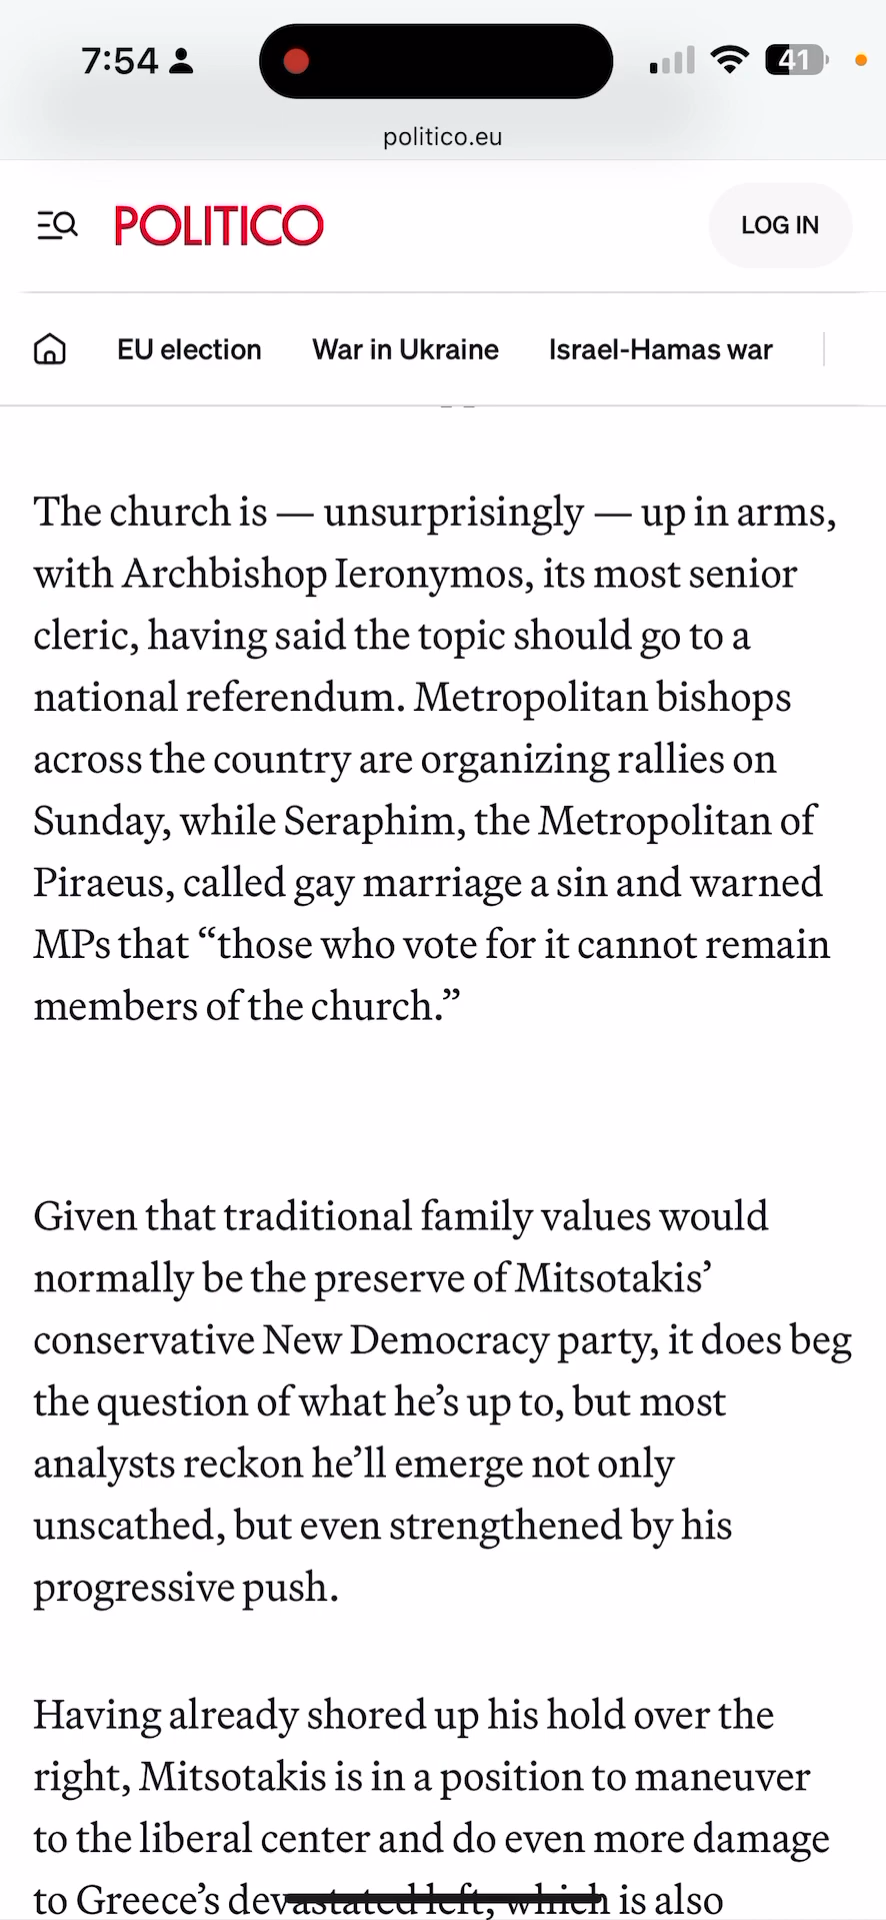 7:54
41
politico.eu
POLITICO
LOG IN
EU election
War in Ukraine
Israel-Hamas war
The church is — unsurprisingly — up in arms,
with Archbishop Ieronymos, its most senior
cleric, having said the topic should go to a
national referendum. Metropolitan bishops
across the country are organizing rallies on
Sunday, while Seraphim, the Metropolitan of
Piraeus, called gay marriage a sin and warned
MPs that “those who vote for it cannot remain
members of the church.”
Given that traditional family values would
normally be the preserve of Mitsotakis’
conservative New Democracy party, it does beg
the question of what he’s up to, but most
analysts reckon he’ll emerge not only
unscathed, but even strengthened by his
progressive push.
Having already shored up his hold over the
right, Mitsotakis is in a position to maneuver
to the liberal center and do even more damage
to Greece’s devastated left, which is also